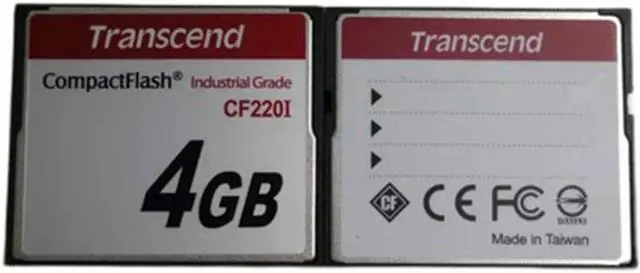 Transcend
CompactFlash® Industrial Grade
CF220I
4GB
Transcend
CF CE FC
Made in Taiwan